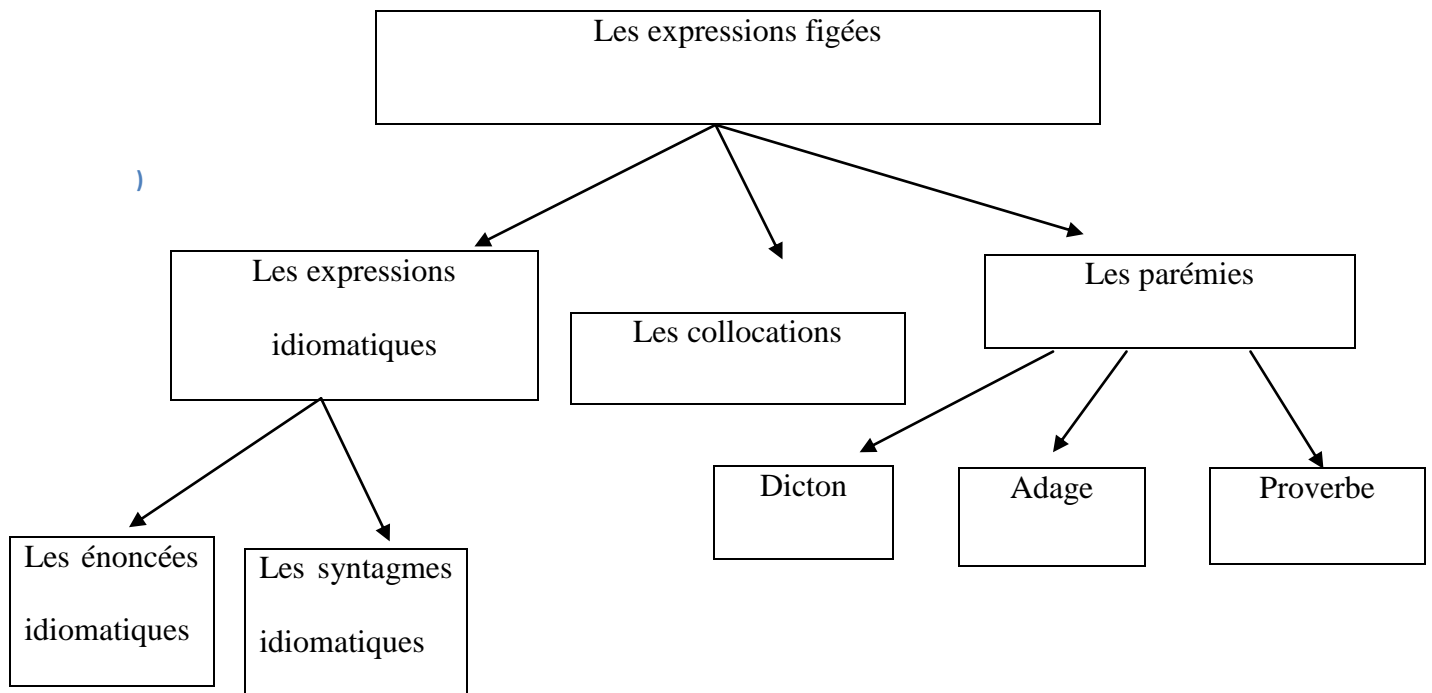 Les expressions figées
)
Les expressions
idiomatiques
Les collocations
Les parémies
Dicton
Adage
Proverbe
Les énoncées
idiomatiques
Les syntagmes
idiomatiques